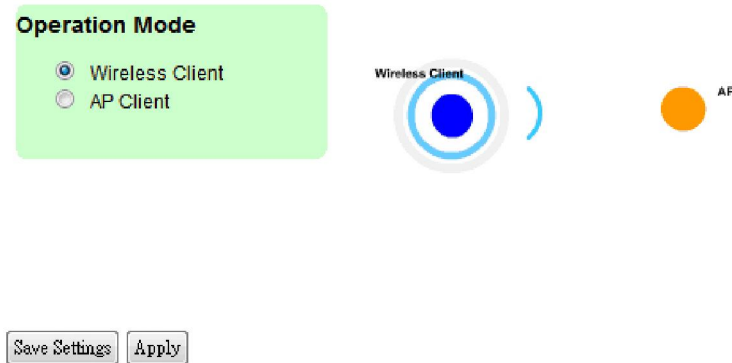 Operation Mode
Wireless Client
AP Client
Wireless Client
AP
Save Settings
Apply